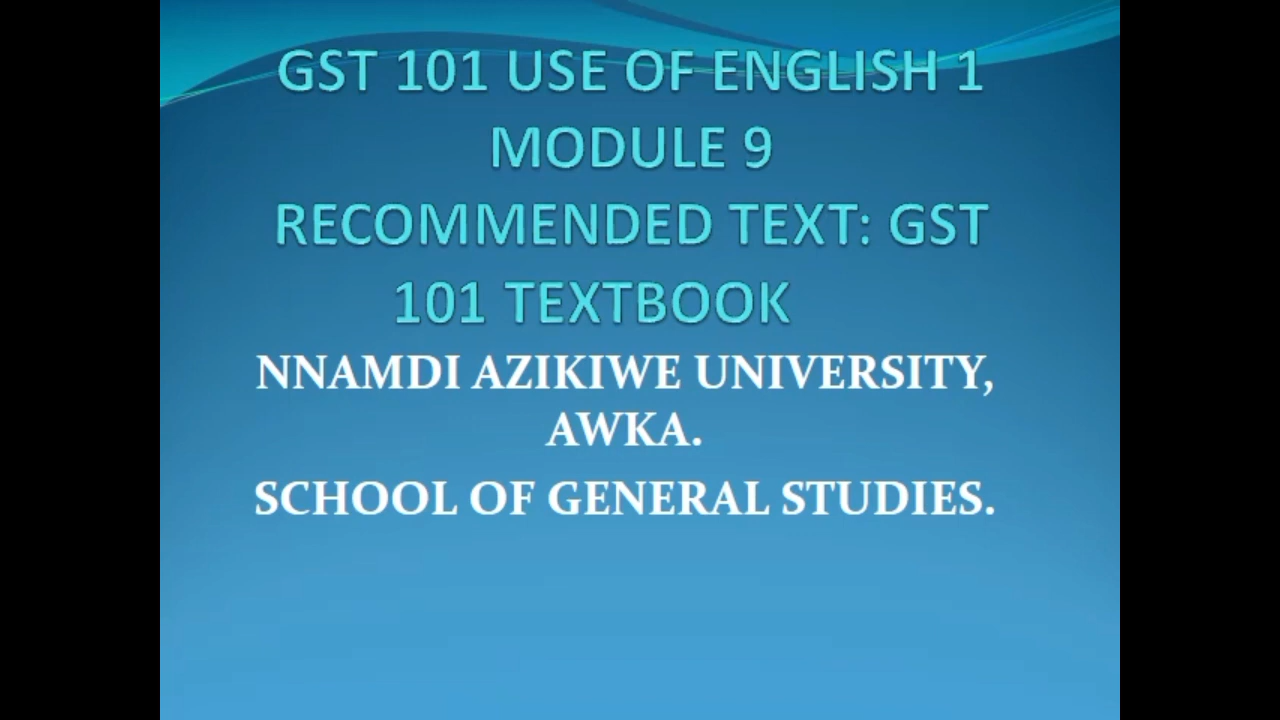 GST 101 USE OF ENGLISH 1
MODULE 9
RECOMMENDED TEXT: GST
101 TEXTBOOK
NNAMDI AZIKIWE UNIVERSITY,
AWKA.
SCHOOL OF GENERAL STUDIES.